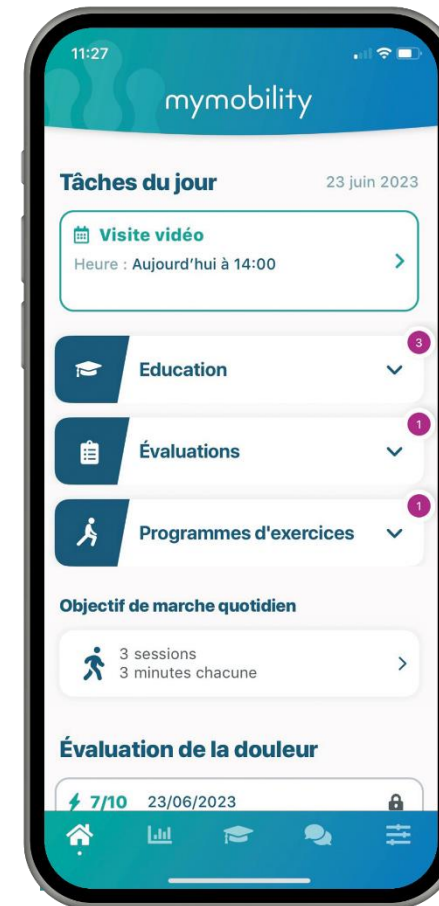 11:27
mymobility
Tâches du jour
23 juin 2023
Visite vidéo
Heure : Aujourd'hui à 14:00
3
Education
1
Évaluations
1
Programmes d'exercices
Objectif de marche quotidien
3 sessions
3 minutes chacune
Évaluation de la douleur
7/10 23/06/2023